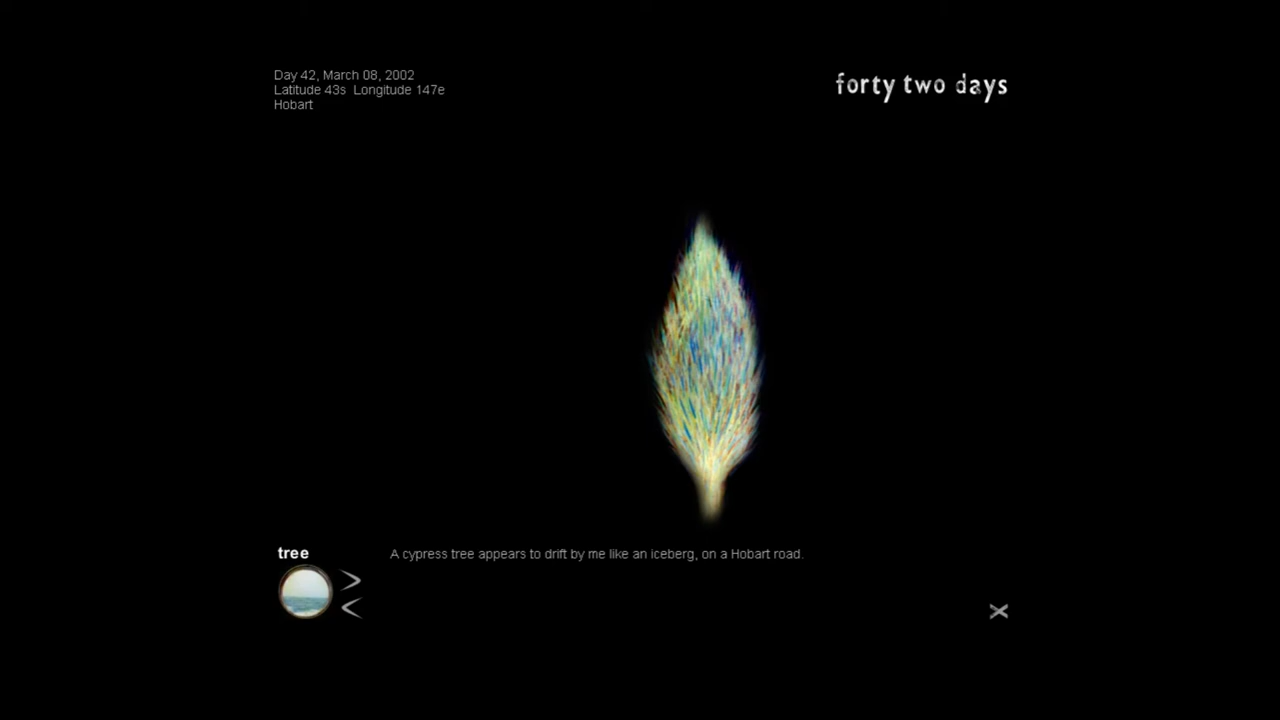 Day 42, March 08, 2002
Latitude 43s Longitude 147e
Hobart
forty two days
tree
A cypress tree appears to drift by me like an iceberg, on a Hobart road.